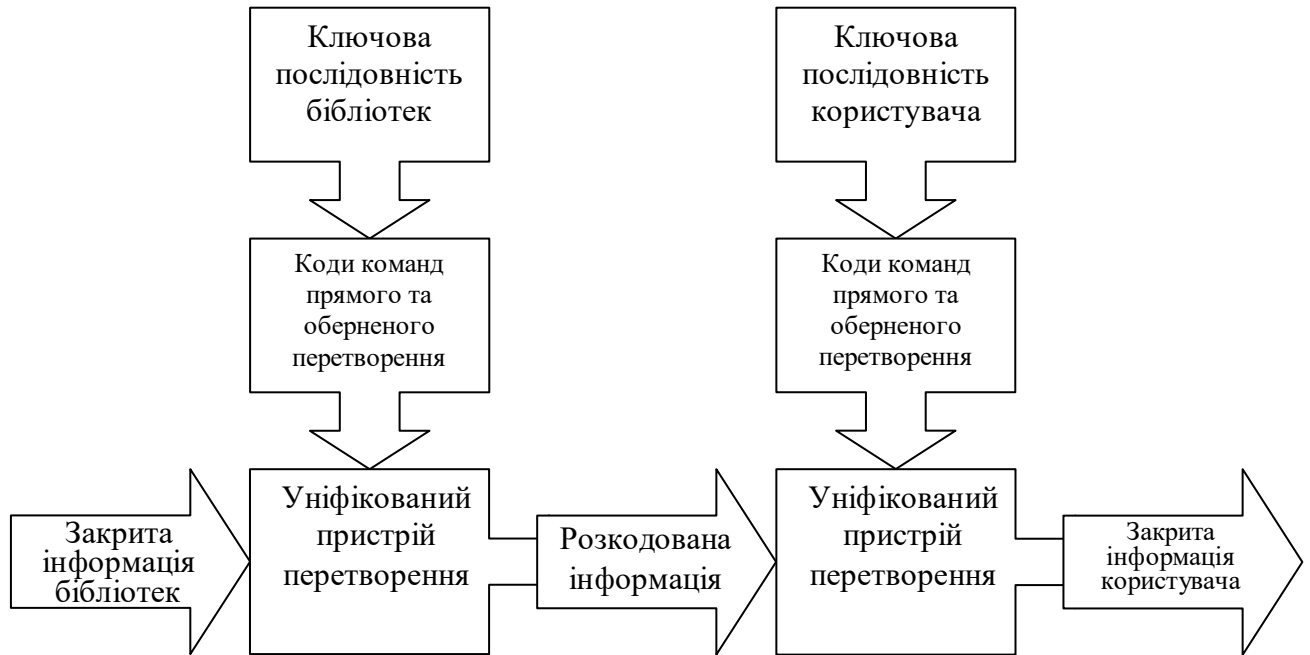 Ключова
послідовність
бібліотек
Ключова
послідовність
користувача
Коди команд
прямого та
оберненого
перетворення
Коди команд
прямого та
оберненого
перетворення
Закрита
інформація
бібліотек
Уніфікований
пристрій
перетворення
Розкодована
інформація
Уніфікований
пристрій
перетворення
Закрита
інформація
користувача